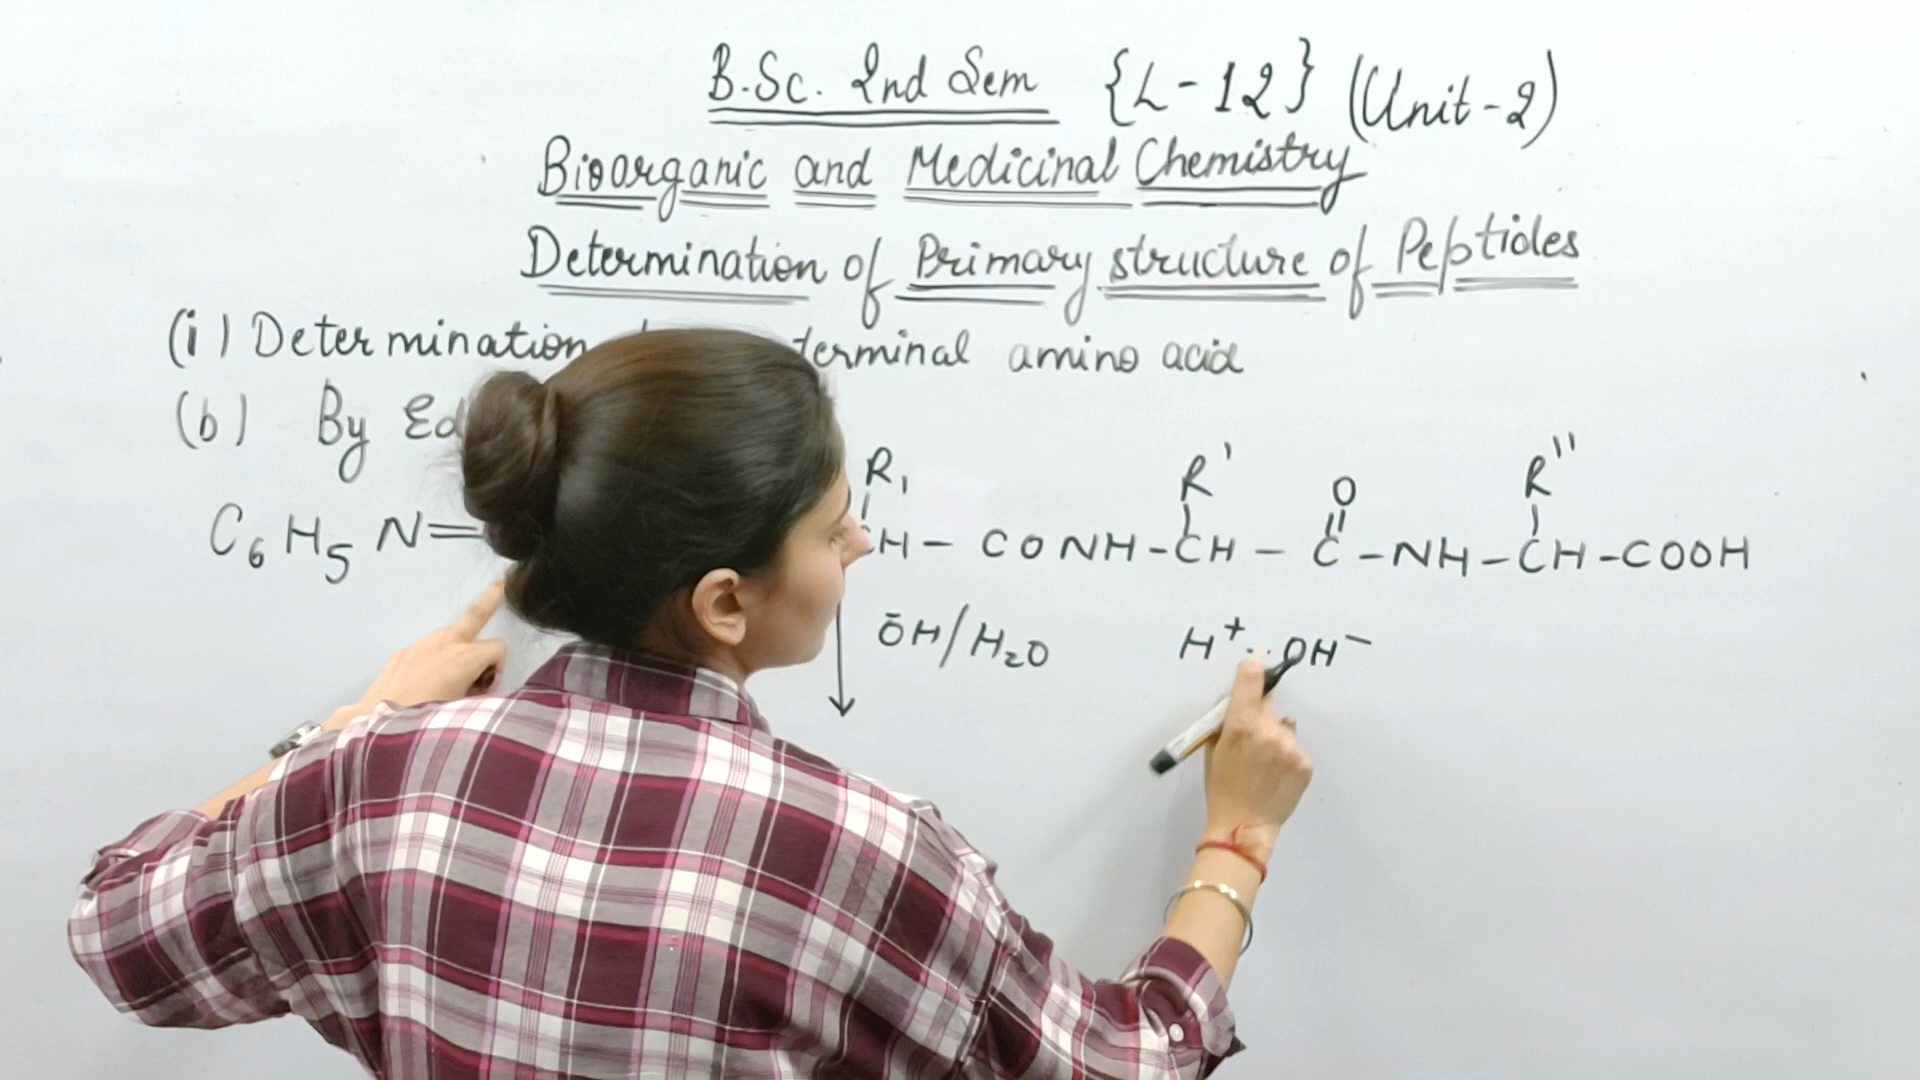 B.Sc. 2nd Sem {L-12} (Unit-2)
Bioorganic and Medicinal Chemistry
Determination of Primary structure of Peptides
(i) Determination terminal amino acid
(b) By Ed
R₁ R' O R''
C₆H₅N= CH - CONH - CH - C - NH - CH - COOH
ŌH/H₂O H⁺ OH⁻